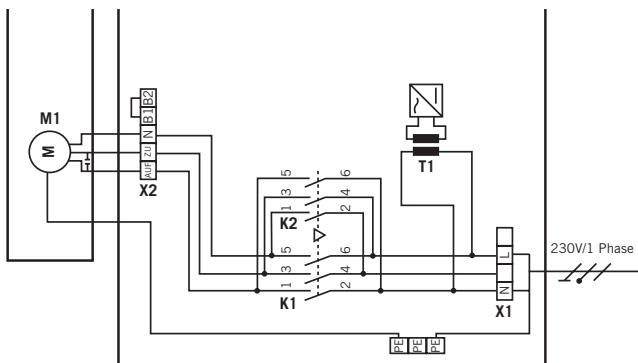 M1
M
B2
B1
N
ZU
AUF
X2
T1
5
6
3
4
1
2
K2
5
6
3
4
1
2
K1
L
N
X1
230V/1 Phase
PE
PE
PE